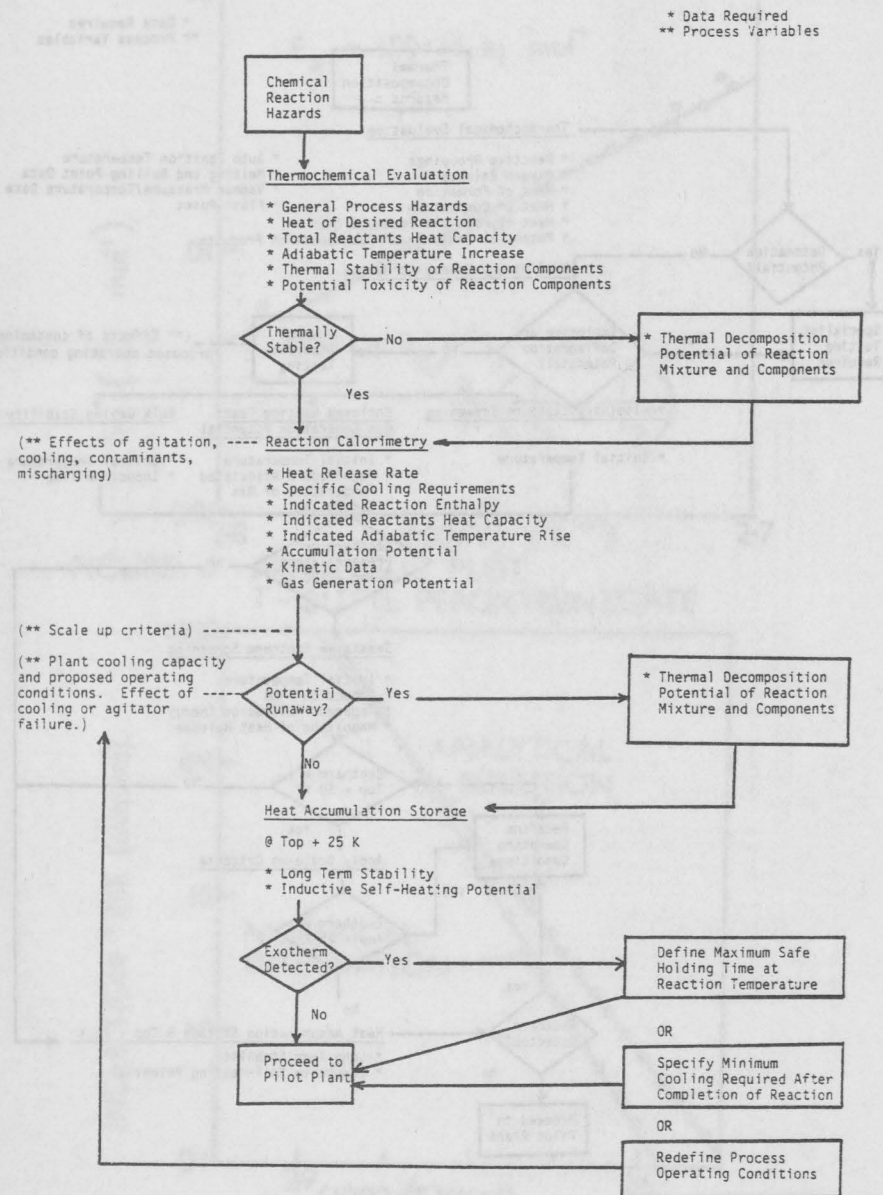 * Data Required
** Process Variables
Chemical
Reaction
Hazards
Thermochemical Evaluation
* General Process Hazards
* Heat of Desired Reaction
* Total Reactants Heat Capacity
* Adiabatic Temperature Increase
* Thermal Stability of Reaction Components
* Potential Toxicity of Reaction Components
Thermally
Stable?
No
* Thermal Decomposition
Potential of Reaction
Mixture and Components
Yes
(** Effects of agitation,
cooling, contaminants,
mischarging)
Reaction Calorimetry
* Heat Release Rate
* Specific Cooling Requirements
* Indicated Reaction Enthalpy
* Indicated Reactants Heat Capacity
* Indicated Adiabatic Temperature Rise
* Accumulation Potential
* Kinetic Data
* Gas Generation Potential
(** Scale up criteria)
(** Plant cooling capacity
and proposed operating
conditions. Effect of
cooling or agitator
failure.)
Potential
Runaway?
Yes
* Thermal Decomposition
Potential of Reaction
Mixture and Components
No
Heat Accumulation Storage
@ Top + 25 K
* Long Term Stability
* Inductive Self-Heating Potential
Exotherm
Detected?
Yes
Define Maximum Safe
Holding Time at
Reaction Temperature
No
OR
Proceed to
Pilot Plant
Specify Minimum
Cooling Required After
Completion of Reaction
OR
Redefine Process
Operating Conditions